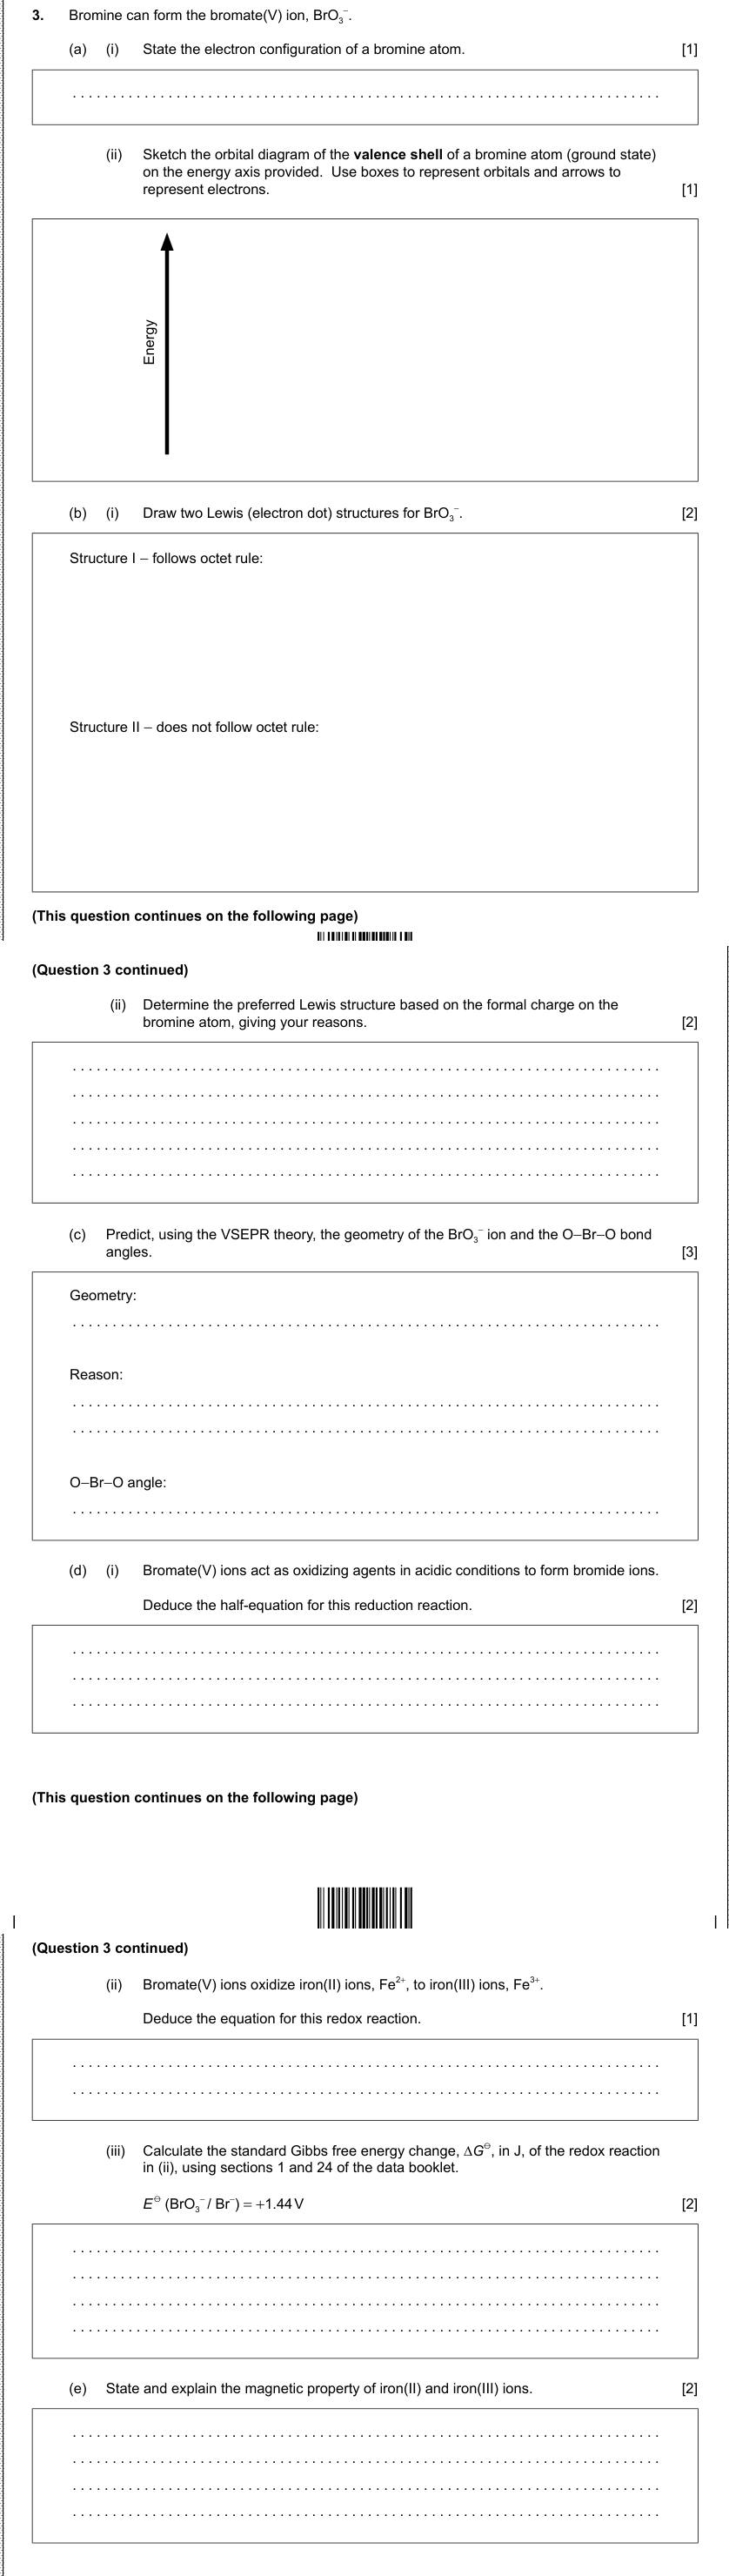 3. Bromine can form the bromate(V) ion, BrO₃⁻.
(a) (i) State the electron configuration of a bromine atom. [1]
(ii) Sketch the orbital diagram of the valence shell of a bromine atom (ground state)
on the energy axis provided. Use boxes to represent orbitals and arrows to
represent electrons. [1]
Energy
(b) (i) Draw two Lewis (electron dot) structures for BrO₃⁻. [2]
Structure I – follows octet rule:
Structure II – does not follow octet rule:
(This question continues on the following page)
(Question 3 continued)
(ii) Determine the preferred Lewis structure based on the formal charge on the
bromine atom, giving your reasons. [2]
(c) Predict, using the VSEPR theory, the geometry of the BrO₃⁻ ion and the O–Br–O bond
angles. [3]
Geometry:
Reason:
O–Br–O angle:
(d) (i) Bromate(V) ions act as oxidizing agents in acidic conditions to form bromide ions.
Deduce the half-equation for this reduction reaction. [2]
(This question continues on the following page)
(Question 3 continued)
(ii) Bromate(V) ions oxidize iron(II) ions, Fe²⁺, to iron(III) ions, Fe³⁺.
Deduce the equation for this redox reaction. [1]
(iii) Calculate the standard Gibbs free energy change, ΔG⊖, in J, of the redox reaction
in (ii), using sections 1 and 24 of the data booklet.
E⊖ (BrO₃⁻ / Br⁻) = +1.44 V [2]
(e) State and explain the magnetic property of iron(II) and iron(III) ions. [2]